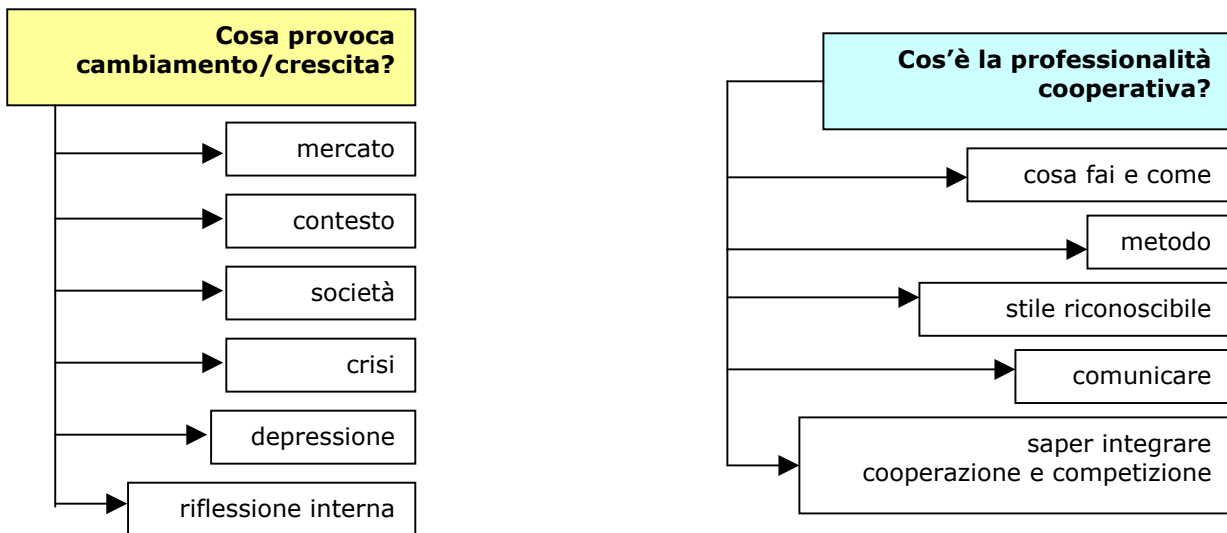 Cosa provoca
cambiamento/crescita?
mercato
contesto
società
crisi
depressione
riflessione interna
Cos'è la professionalità
cooperativa?
cosa fai e come
metodo
stile riconoscibile
comunicare
saper integrare
cooperazione e competizione